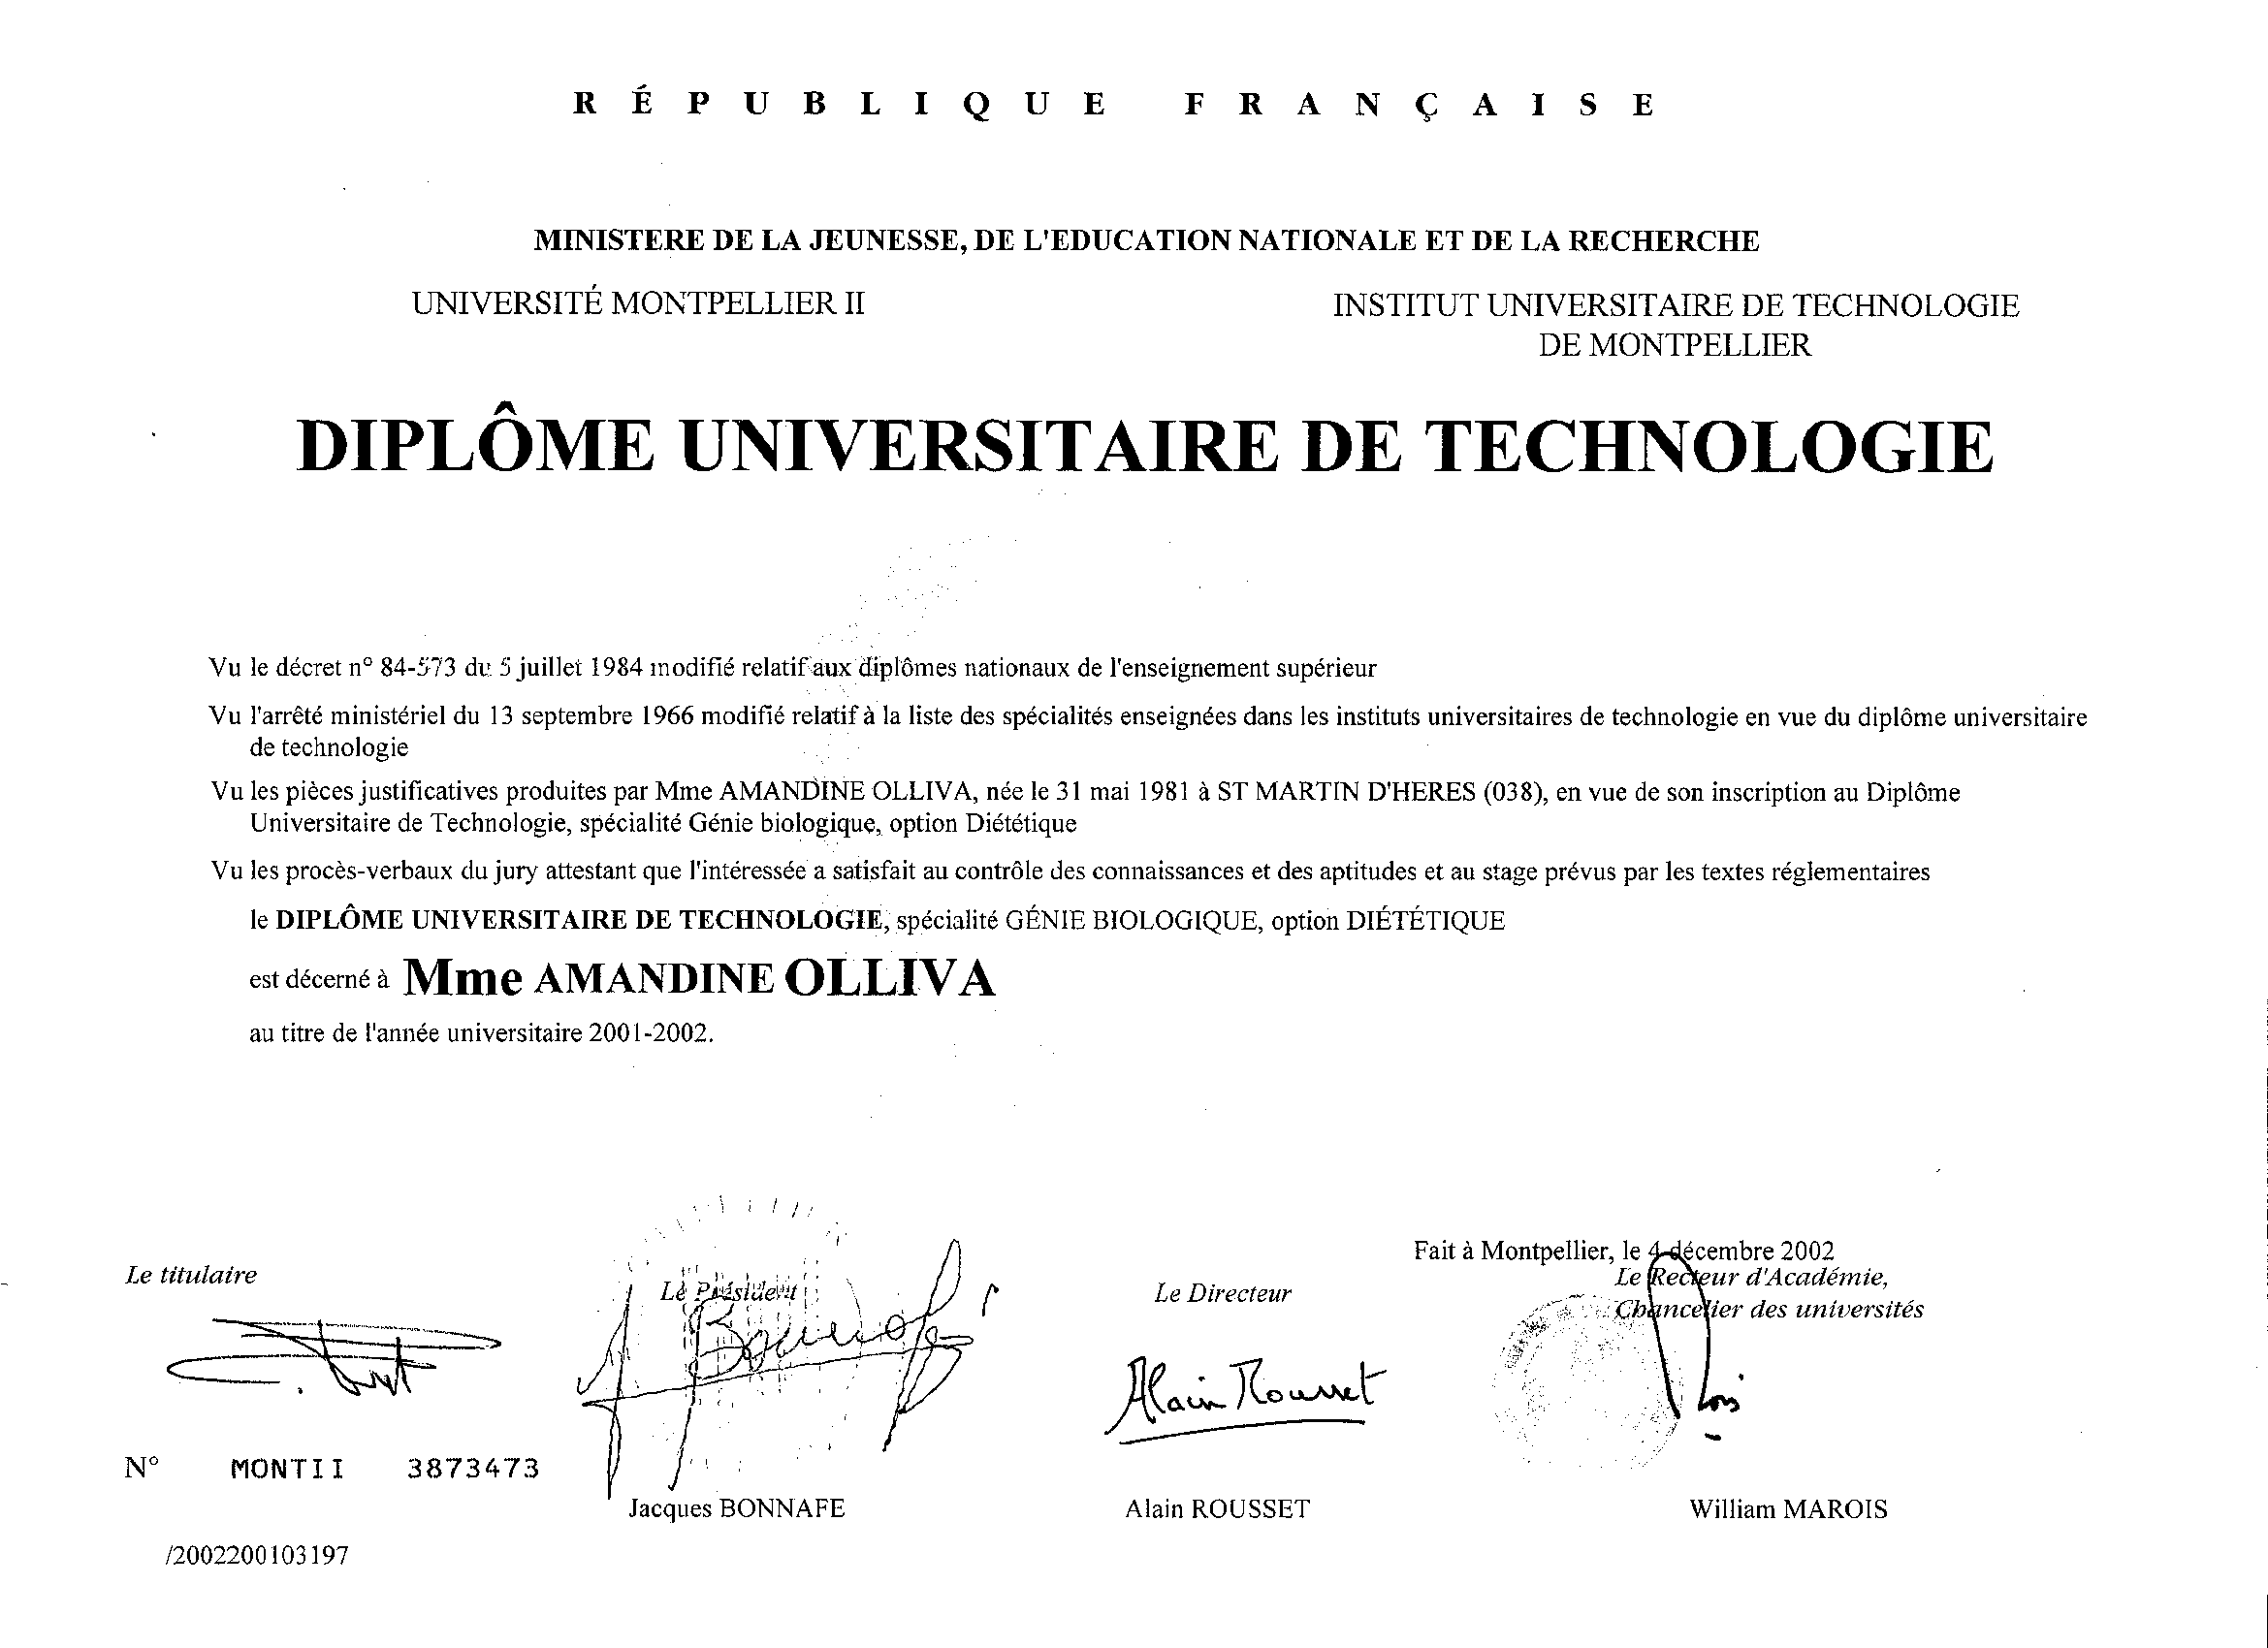 RÉPUBLIQUE FRANÇAISE
MINISTERE DE LA JEUNESSE, DE L'EDUCATION NATIONALE ET DE LA RECHERCHE
UNIVERSITÉ MONTPELLIER II
INSTITUT UNIVERSITAIRE DE TECHNOLOGIE
DE MONTPELLIER
DIPLÔME UNIVERSITAIRE DE TECHNOLOGIE
Vu le décret n° 84-573 du 5 juillet 1984 modifié relatif aux diplômes nationaux de l'enseignement supérieur
Vu l'arrêté ministériel du 13 septembre 1966 modifié relatif à la liste des spécialités enseignées dans les instituts universitaires de technologie en vue du diplôme universitaire
de technologie
Vu les pièces justificatives produites par Mme AMANDINE OLLIVA, née le 31 mai 1981 à ST MARTIN D'HERES (038), en vue de son inscription au Diplôme
Universitaire de Technologie, spécialité Génie biologique, option Diététique
Vu les procès-verbaux du jury attestant que l'intéressée a satisfait au contrôle des connaissances et des aptitudes et au stage prévus par les textes réglementaires
le DIPLÔME UNIVERSITAIRE DE TECHNOLOGIE, spécialité GÉNIE BIOLOGIQUE, option DIÉTÉTIQUE
est décerné à Mme AMANDINE OLLIVA
au titre de l'année universitaire 2001-2002.
Fait à Montpellier, le 4 décembre 2002
Le titulaire
Le Président
Le Directeur
Le Recteur d'Académie,
Chancelier des universités
Alain Rousset
N° MONTII 3873473
Jacques BONNAFE
Alain ROUSSET
William MAROIS
/2002200103197